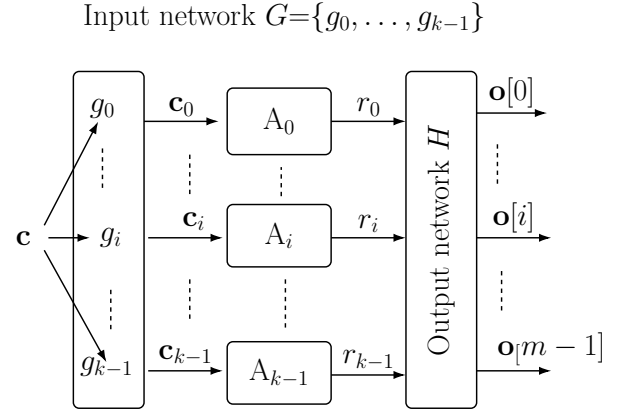 Input network G={g₀, . . . , gₖ₋₁}
g₀ c₀ A₀ r₀ o[0]
c gᵢ cᵢ Aᵢ rᵢ o[i]
gₖ₋₁ cₖ₋₁ Aₖ₋₁ rₖ₋₁ o[m − 1]
Output network H